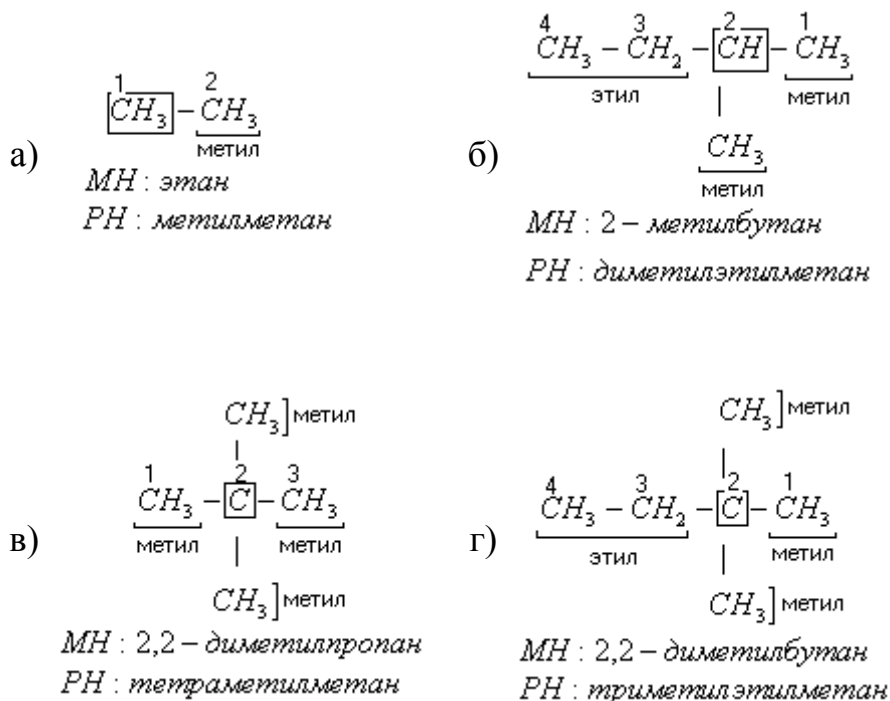 а)
1 2
CH₃ – CH₃
метил
МН : этан
РН : метилметан
б)
4 3 2 1
CH₃ – CH₂ – CH – CH₃
этил метил
|
CH₃
метил
МН : 2 – метилбутан
РН : диметилэтилметан
в)
CH₃]метил
|
1 2 3
CH₃ – C – CH₃
метил метил
|
CH₃]метил
МН : 2,2 – диметилпропан
РН : тетраметилметан
г)
CH₃]метил
|
4 3 2 1
CH₃ – CH₂ – C – CH₃
этил метил
|
CH₃]метил
МН : 2,2 – диметилбутан
РН : триметилэтилметан